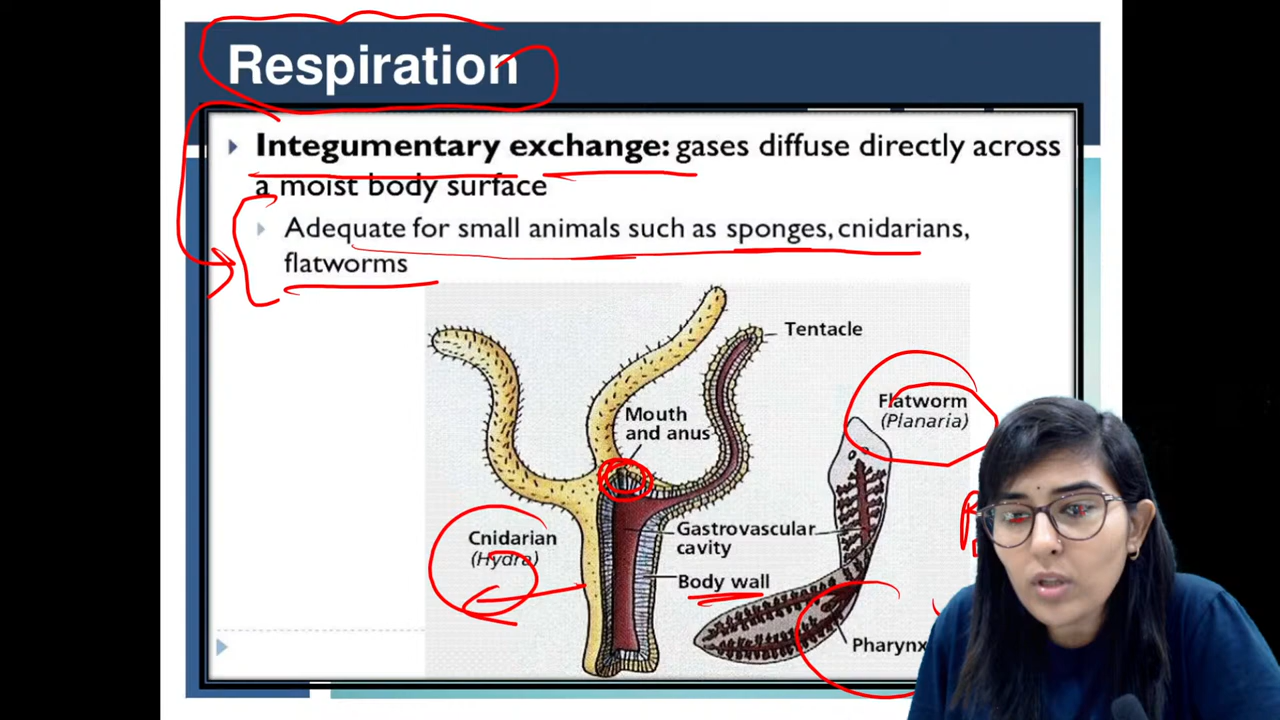 Respiration
Integumentary exchange: gases diffuse directly across
a moist body surface
Adequate for small animals such as sponges, cnidarians,
flatworms
Tentacle
Flatworm
(Planaria)
Mouth
and anus
Cnidarian
(Hydra)
Gastrovascular
cavity
Body wall
Pharynx